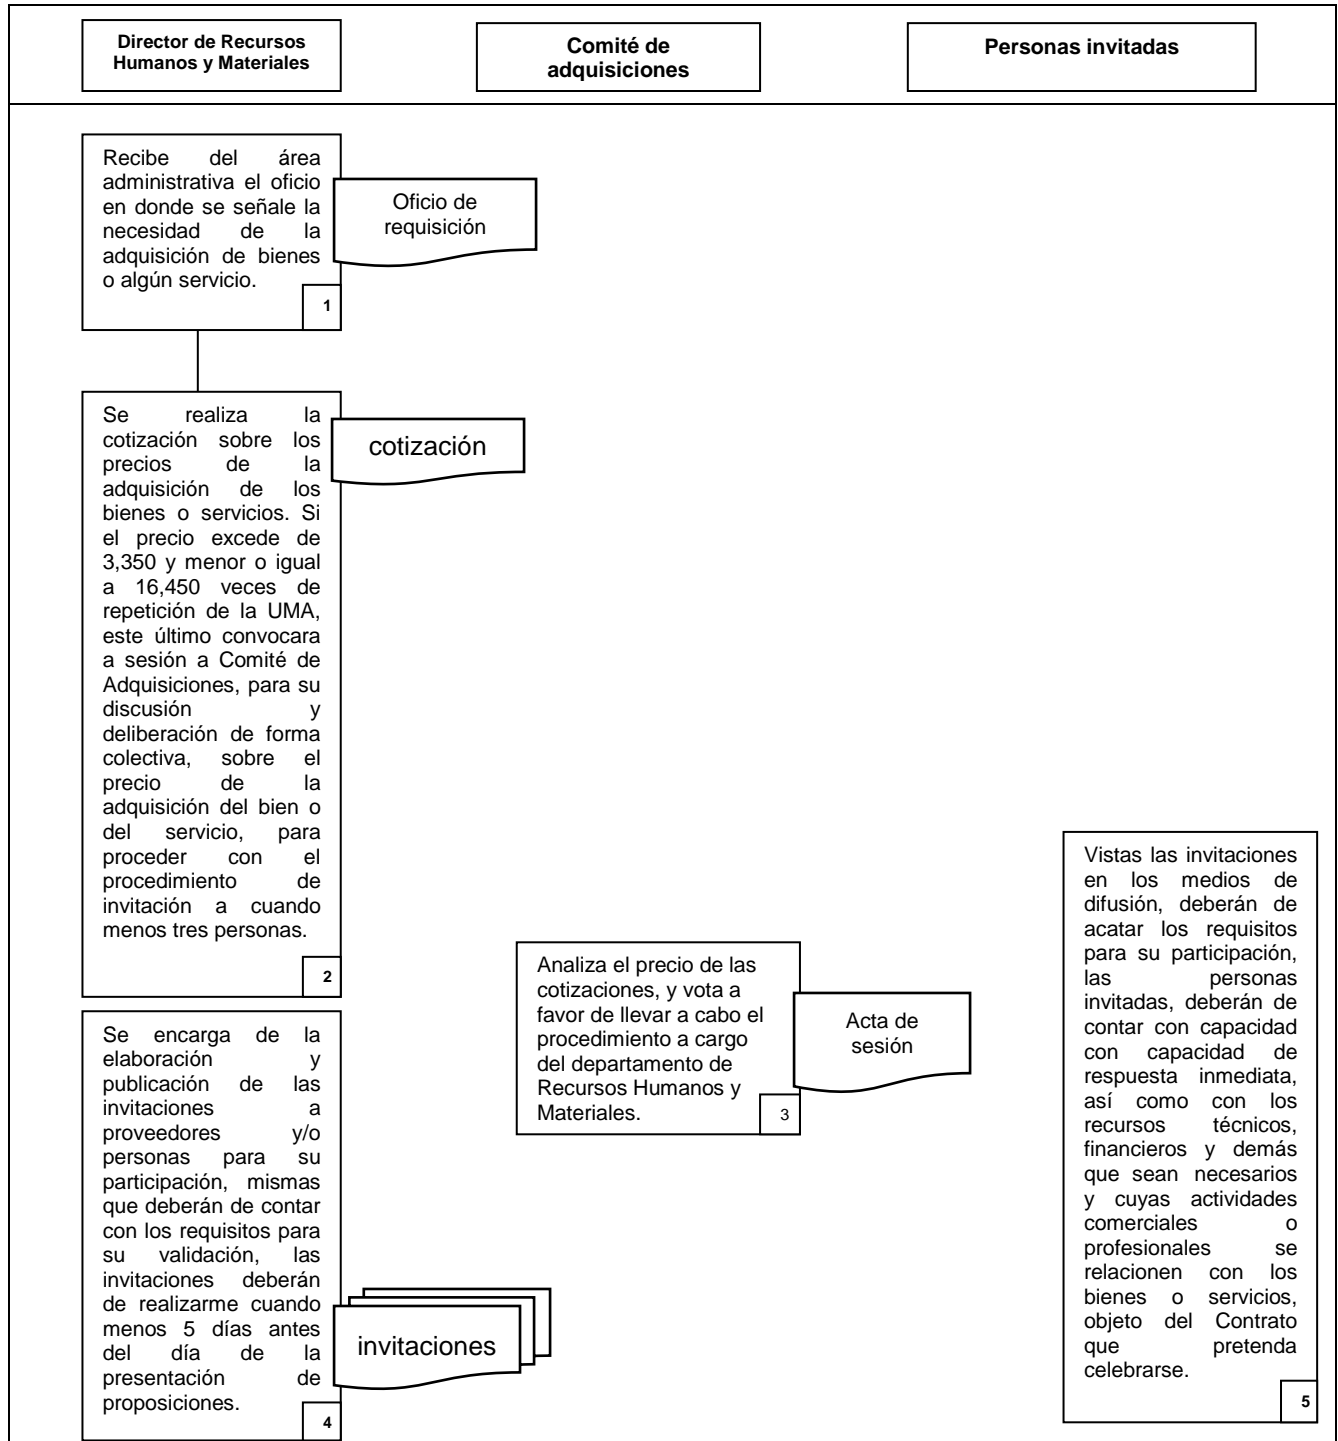 Director de Recursos
Humanos y Materiales
Comité de
adquisiciones
Personas invitadas
Recibe del área
administrativa el oficio
en donde se señale la
necesidad de la
adquisición de bienes
o algún servicio.
1
Oficio de
requisición
Se realiza la
cotización sobre los
precios de la
adquisición de los
bienes o servicios. Si
el precio excede de
3,350 y menor o igual
a 16,450 veces de
repetición de la UMA,
este último convocara
a sesión a Comité de
Adquisiciones, para su
discusión y
deliberación de forma
colectiva, sobre el
precio de la
adquisición del bien o
del servicio, para
proceder con el
procedimiento de
invitación a cuando
menos tres personas.
2
cotización
Analiza el precio de las
cotizaciones, y vota a
favor de llevar a cabo el
procedimiento a cargo
del departamento de
Recursos Humanos y
Materiales.
3
Acta de
sesión
Se encarga de la
elaboración y
publicación de las
invitaciones a
proveedores y/o
personas para su
participación, mismas
que deberán de contar
con los requisitos para
su validación, las
invitaciones deberán
de realizarme cuando
menos 5 días antes
del día de la
presentación de
proposiciones.
4
invitaciones
Vistas las invitaciones
en los medios de
difusión, deberán de
acatar los requisitos
para su participación,
las personas
invitadas, deberán de
contar con capacidad
con capacidad de
respuesta inmediata,
así como con los
recursos técnicos,
financieros y demás
que sean necesarios
y cuyas actividades
comerciales o
profesionales se
relacionen con los
bienes o servicios,
objeto del Contrato
que pretenda
celebrarse.
5